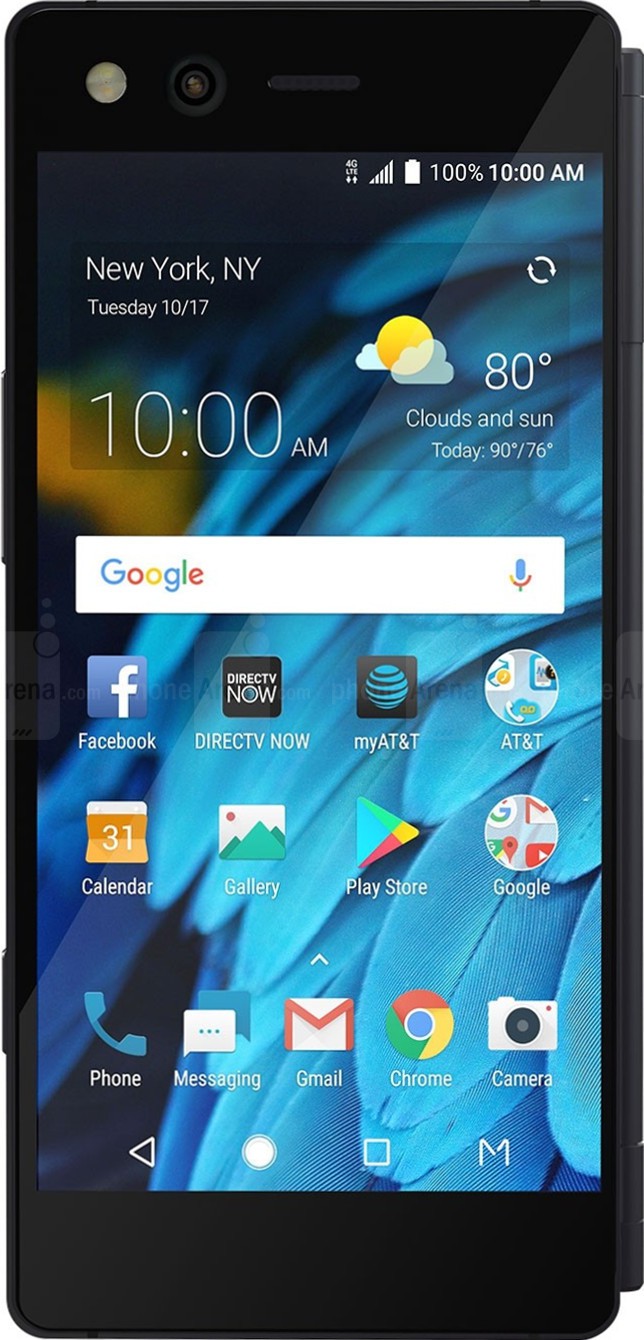 4G
LTE
100% 10:00 AM
New York, NY
Tuesday 10/17
80°
10:00 AM
Clouds and sun
Today: 90°/76°
Google
phoneArena.com
DIRECTV
NOW
Facebook
DIRECTV NOW
myAT&T
AT&T
31
Calendar
Gallery
Play Store
Google
Phone
Messaging
Gmail
Chrome
Camera